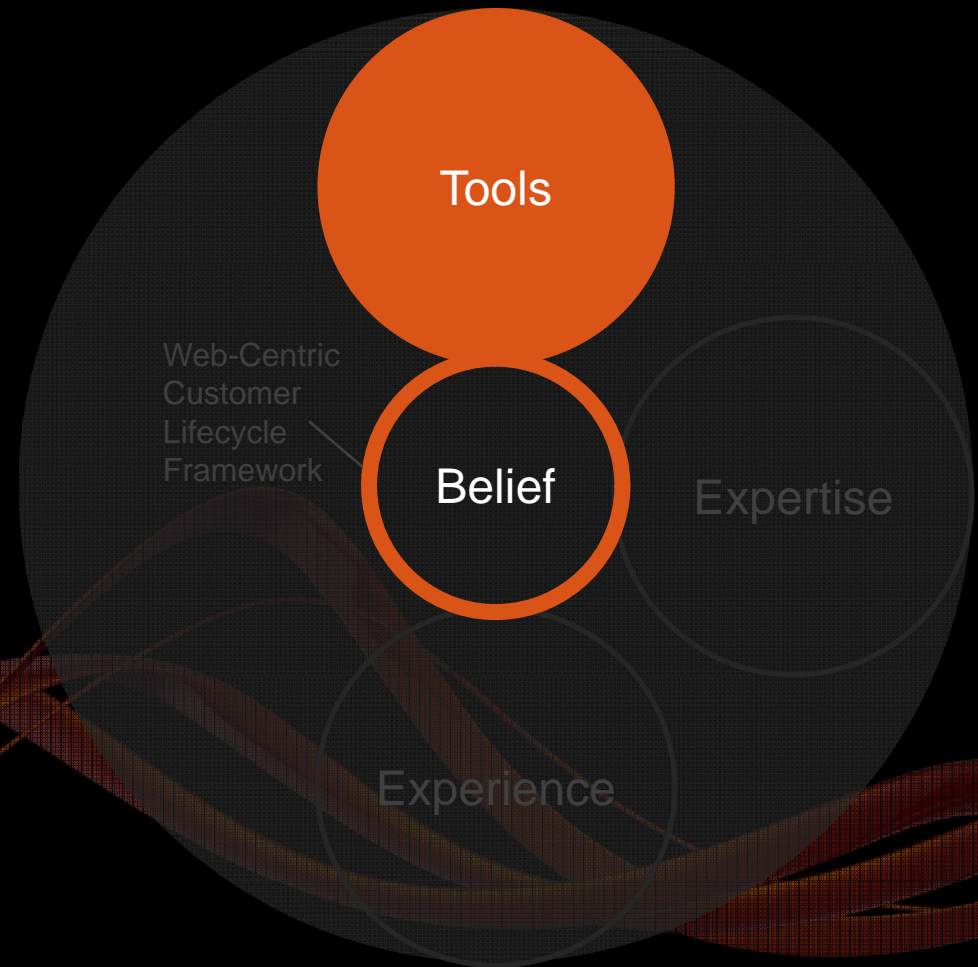 Tools
Web-Centric
Customer
Lifecycle
Framework
Belief
Expertise
Experience